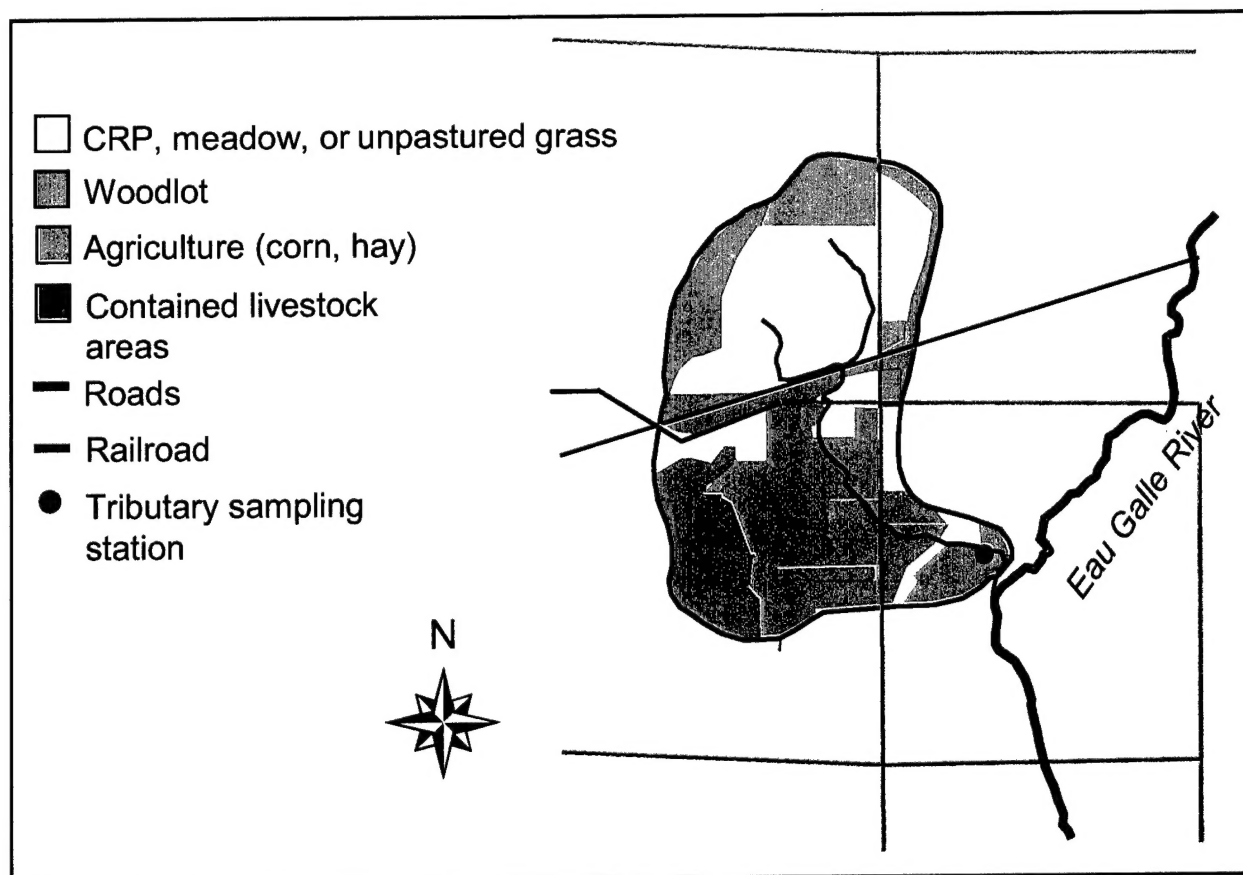 CRP, meadow, or unpastured grass
Woodlot
Agriculture (corn, hay)
Contained livestock
areas
Roads
Railroad
Tributary sampling
station
N
Eau Galle River